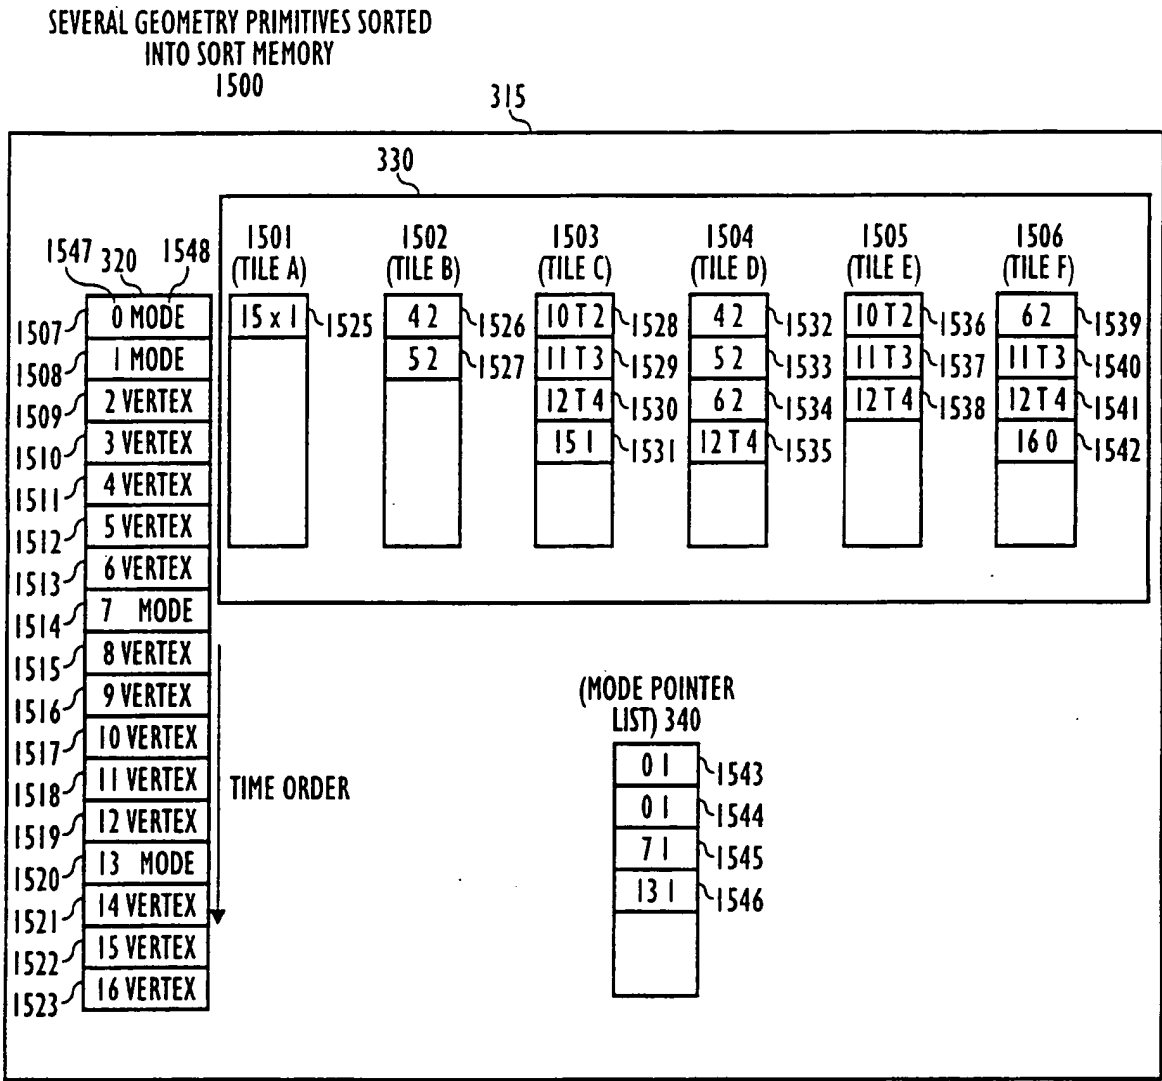 SEVERAL GEOMETRY PRIMITIVES SORTED
INTO SORT MEMORY
1500
315
330
1547 320 1548
1501 1502 1503 1504 1505 1506
(TILE A) (TILE B) (TILE C) (TILE D) (TILE E) (TILE F)
1507 0 MODE 15 x 1 1525 4 2 1526 10 T 2 1528 4 2 1532 10 T 2 1536 6 2 1539
1508 1 MODE 5 2 1527 11 T 3 1529 5 2 1533 11 T 3 1537 11 T 3 1540
1509 2 VERTEX 12 T 4 1530 6 2 1534 12 T 4 1538 12 T 4 1541
1510 3 VERTEX 15 1 1531 12 T 4 1535 16 0 1542
1511 4 VERTEX
1512 5 VERTEX
1513 6 VERTEX
1514 7 MODE
1515 8 VERTEX
1516 9 VERTEX
1517 10 VERTEX
1518 11 VERTEX
1519 12 VERTEX
1520 13 MODE
1521 14 VERTEX
1522 15 VERTEX
1523 16 VERTEX
TIME ORDER
(MODE POINTER
LIST) 340
0 1 1543
0 1 1544
7 1 1545
13 1 1546